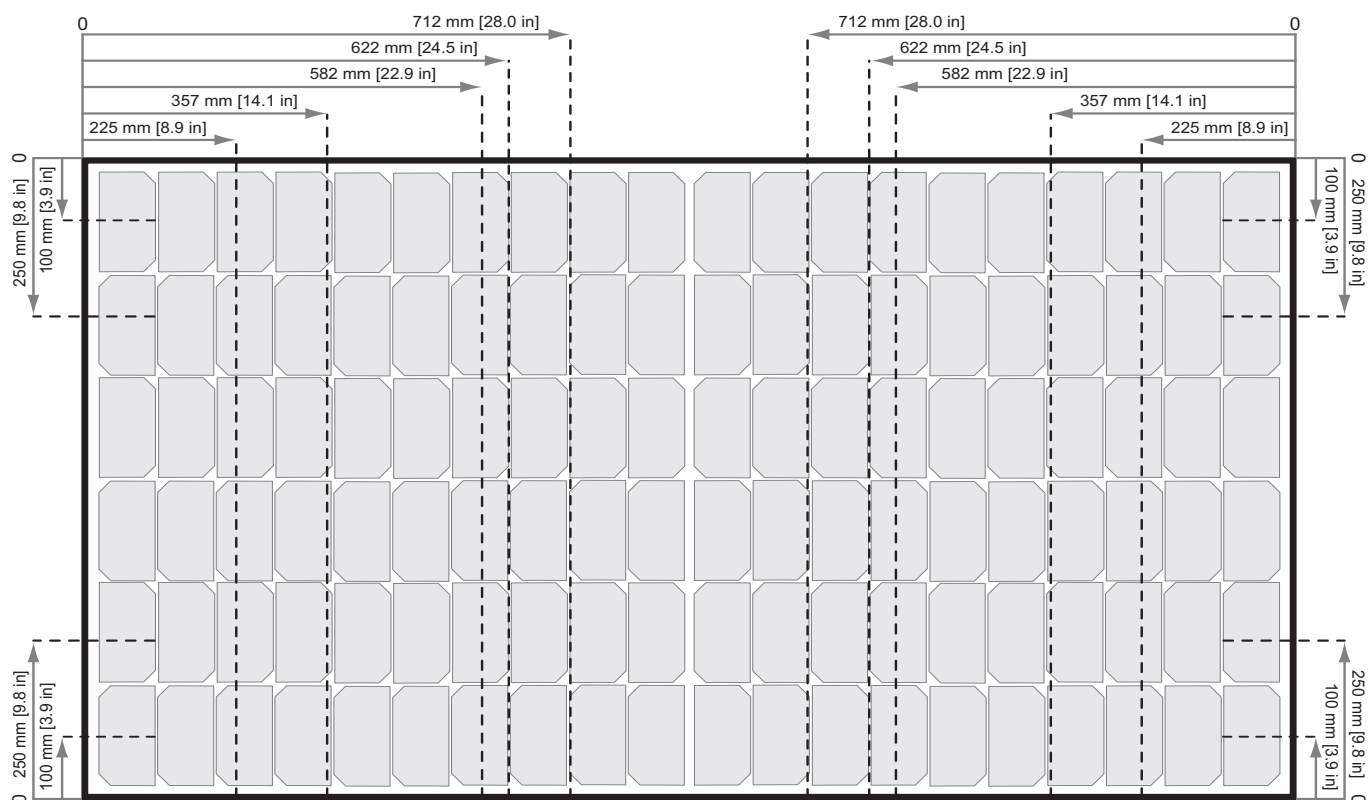 0
712 mm [28.0 in]
712 mm [28.0 in]
0
622 mm [24.5 in]
622 mm [24.5 in]
582 mm [22.9 in]
582 mm [22.9 in]
357 mm [14.1 in]
357 mm [14.1 in]
225 mm [8.9 in]
225 mm [8.9 in]
0
250 mm [9.8 in]
100 mm [3.9 in]
0
100 mm [3.9 in]
250 mm [9.8 in]
250 mm [9.8 in]
100 mm [3.9 in]
0
250 mm [9.8 in]
100 mm [3.9 in]
0